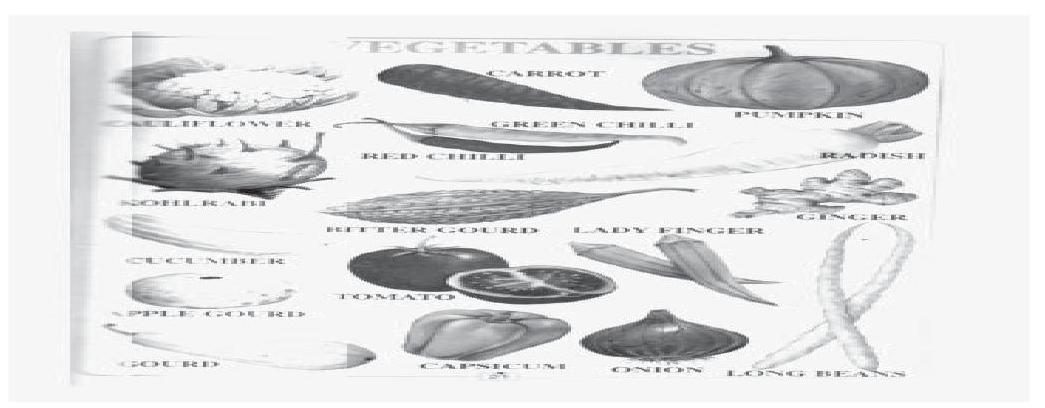 VEGETABLES
CARROT
PUMPKIN
CAULIFLOWER
GREEN CHILLI
RED CHILLI
RADISH
KOHLRABI
GINGER
BITTER GOURD
LADY FINGER
CUCUMBER
TOMATO
APPLE GOURD
GOURD
CAPSICUM
ONION
LONG BEANS